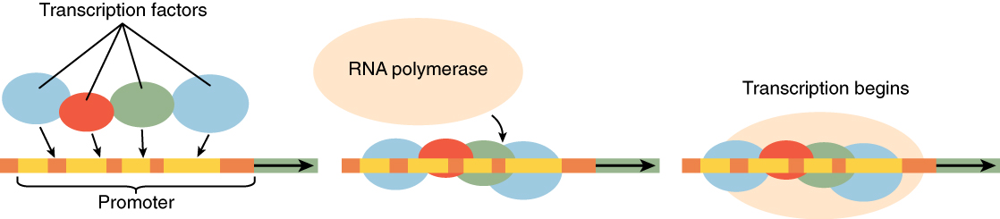 Transcription factors
Promoter
RNA polymerase
Transcription begins